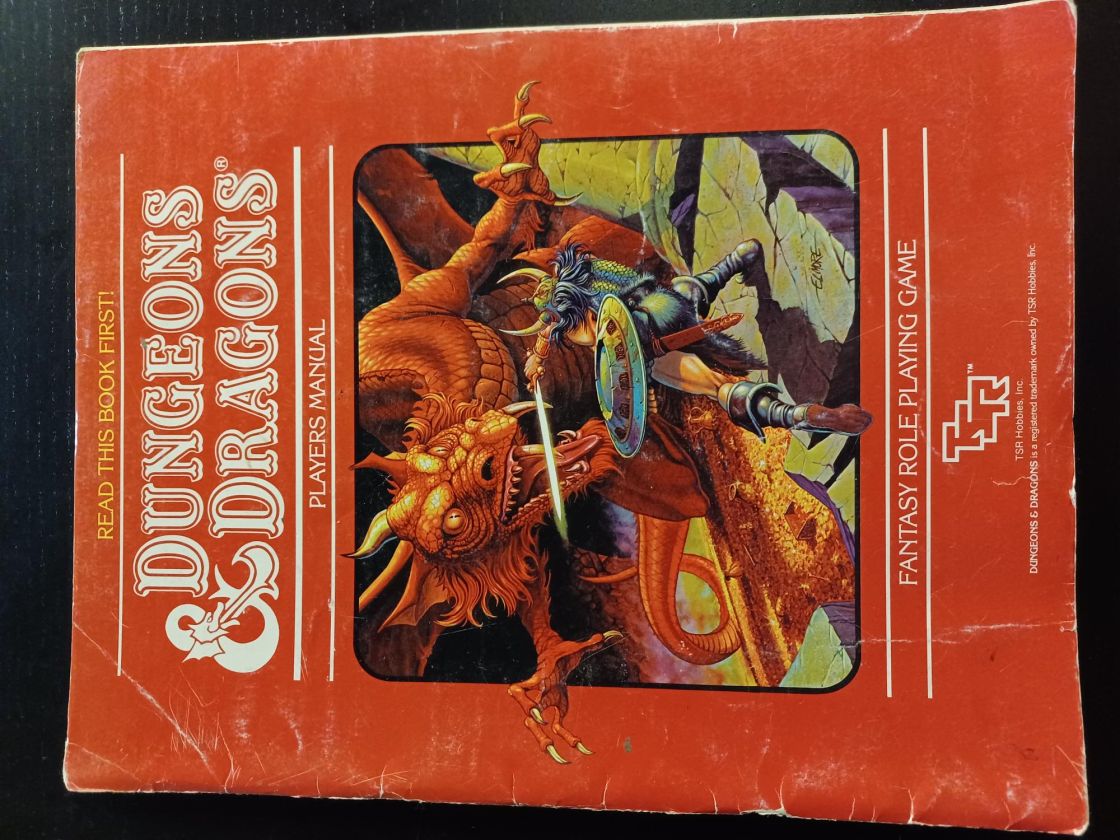 READ THIS BOOK FIRST!
DUNGEONS
& DRAGONS®
PLAYERS MANUAL
ELMORE
FANTASY ROLE PLAYING GAME
TSR™
TSR Hobbies, Inc.
DUNGEONS & DRAGONS is a registered trademark owned by TSR Hobbies, Inc.